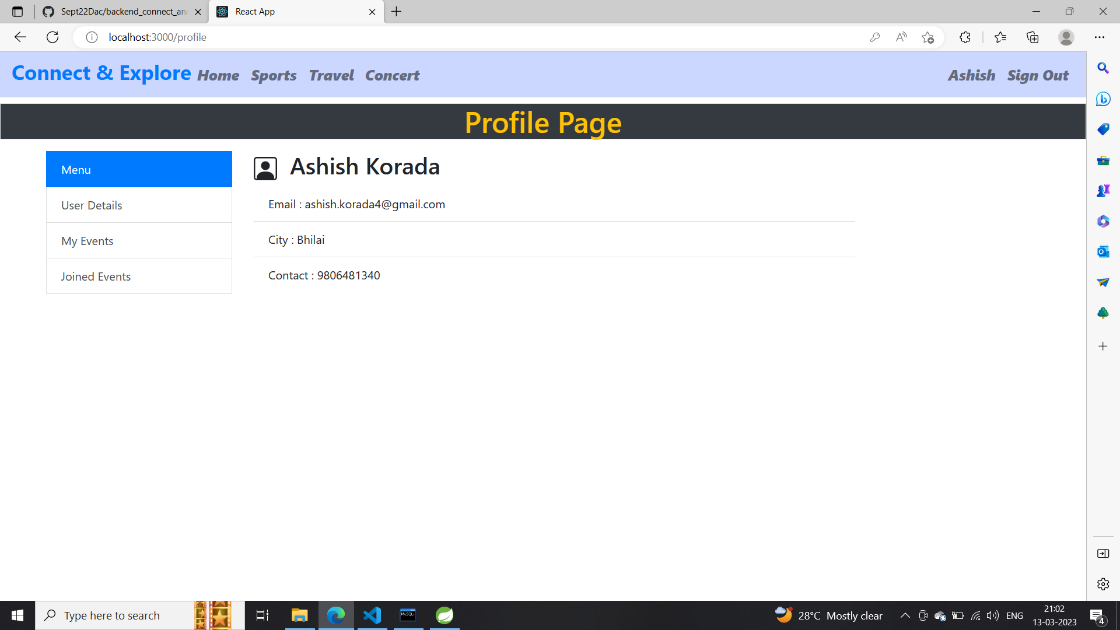 Sept22Dac/backend_connect_an
React App
localhost:3000/profile
Connect & Explore Home Sports Travel Concert Ashish Sign Out
Profile Page
Menu
User Details
My Events
Joined Events
Ashish Korada
Email : ashish.korada4@gmail.com
City : Bhilai
Contact : 9806481340
Type here to search
28°C Mostly clear
ENG
21:02
13-03-2023
4